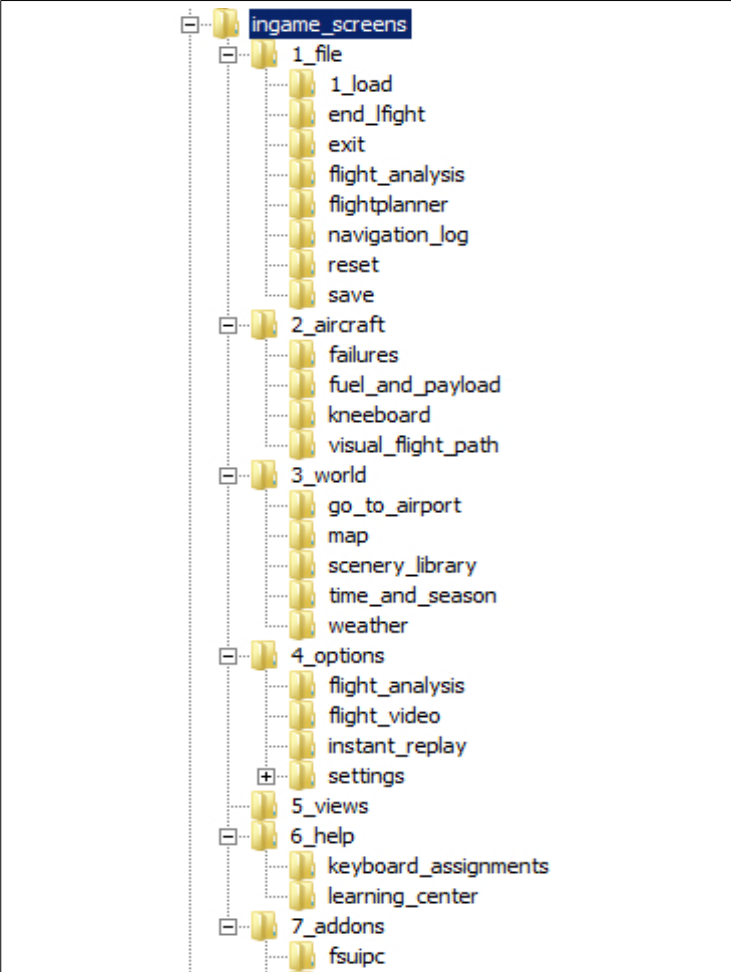 ingame_screens
1_file
1_load
end_lfight
exit
flight_analysis
flightplanner
navigation_log
reset
save
2_aircraft
failures
fuel_and_payload
kneeboard
visual_flight_path
3_world
go_to_airport
map
scenery_library
time_and_season
weather
4_options
flight_analysis
flight_video
instant_replay
settings
5_views
6_help
keyboard_assignments
learning_center
7_addons
fsuipc